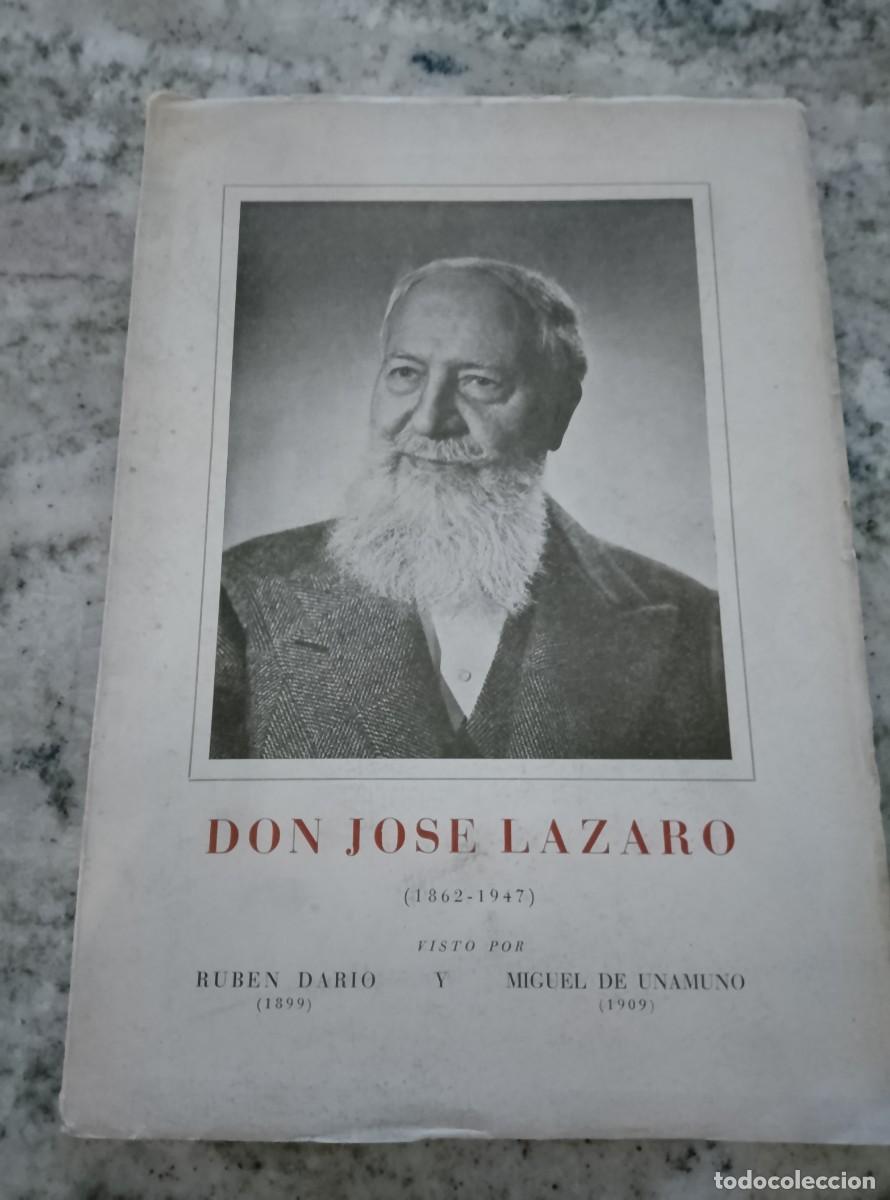 DON JOSE LAZARO
(1862-1947)
VISTO POR
RUBEN DARIO Y MIGUEL DE UNAMUNO
(1899) (1909)
todocoleccion